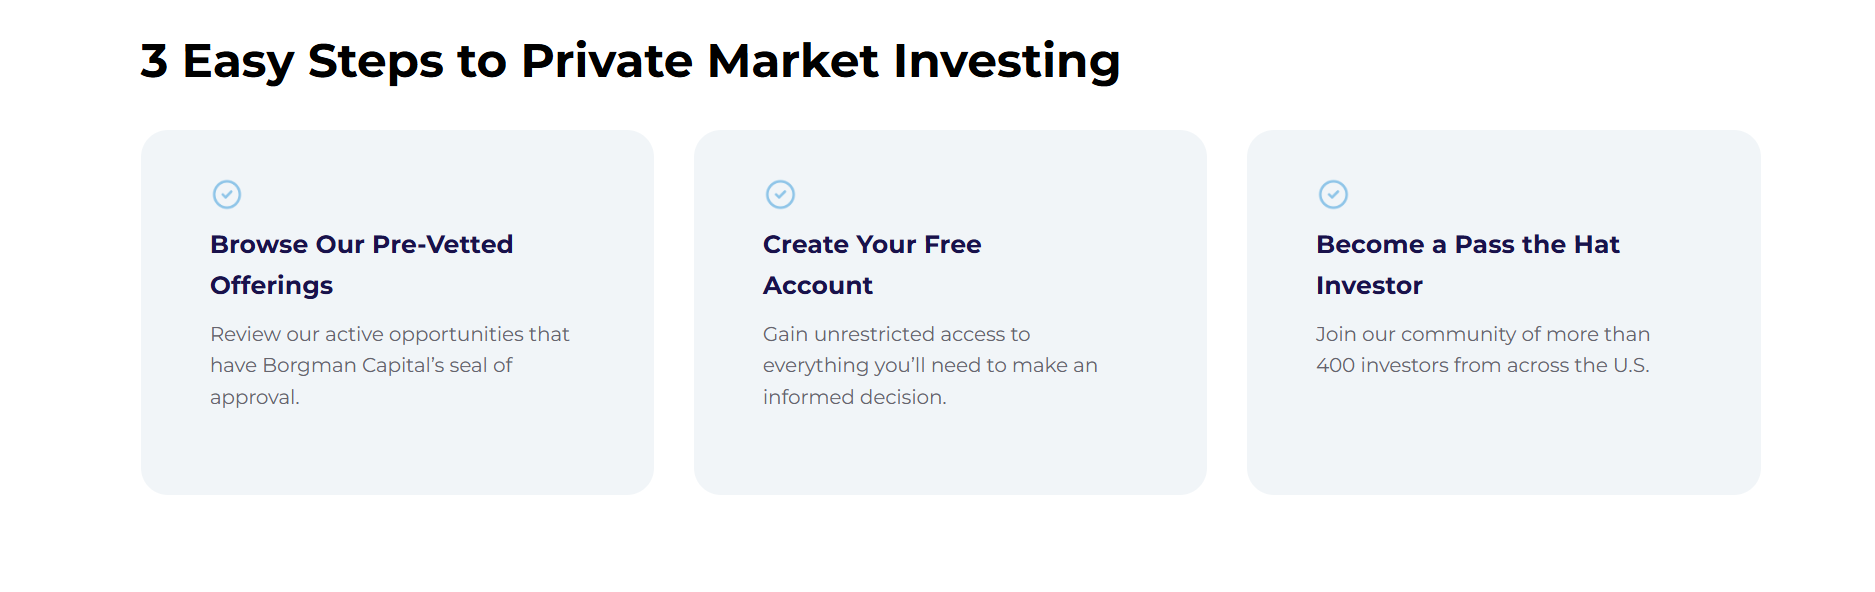 3 Easy Steps to Private Market Investing
Browse Our Pre-Vetted
Offerings
Review our active opportunities that
have Borgman Capital’s seal of
approval.
Create Your Free
Account
Gain unrestricted access to
everything you’ll need to make an
informed decision.
Become a Pass the Hat
Investor
Join our community of more than
400 investors from across the U.S.